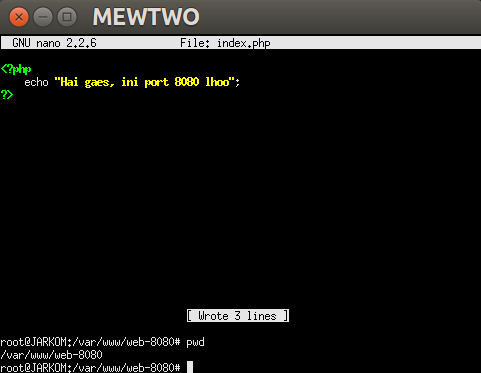 MEWTWO
GNU nano 2.2.6 File: index.php
<?php
echo "Hai gaes, ini port 8080 lhoo";
?>
[ Wrote 3 lines ]
root@JARKOM:/var/www/web-8080# pwd
/var/www/web-8080
root@JARKOM:/var/www/web-8080#